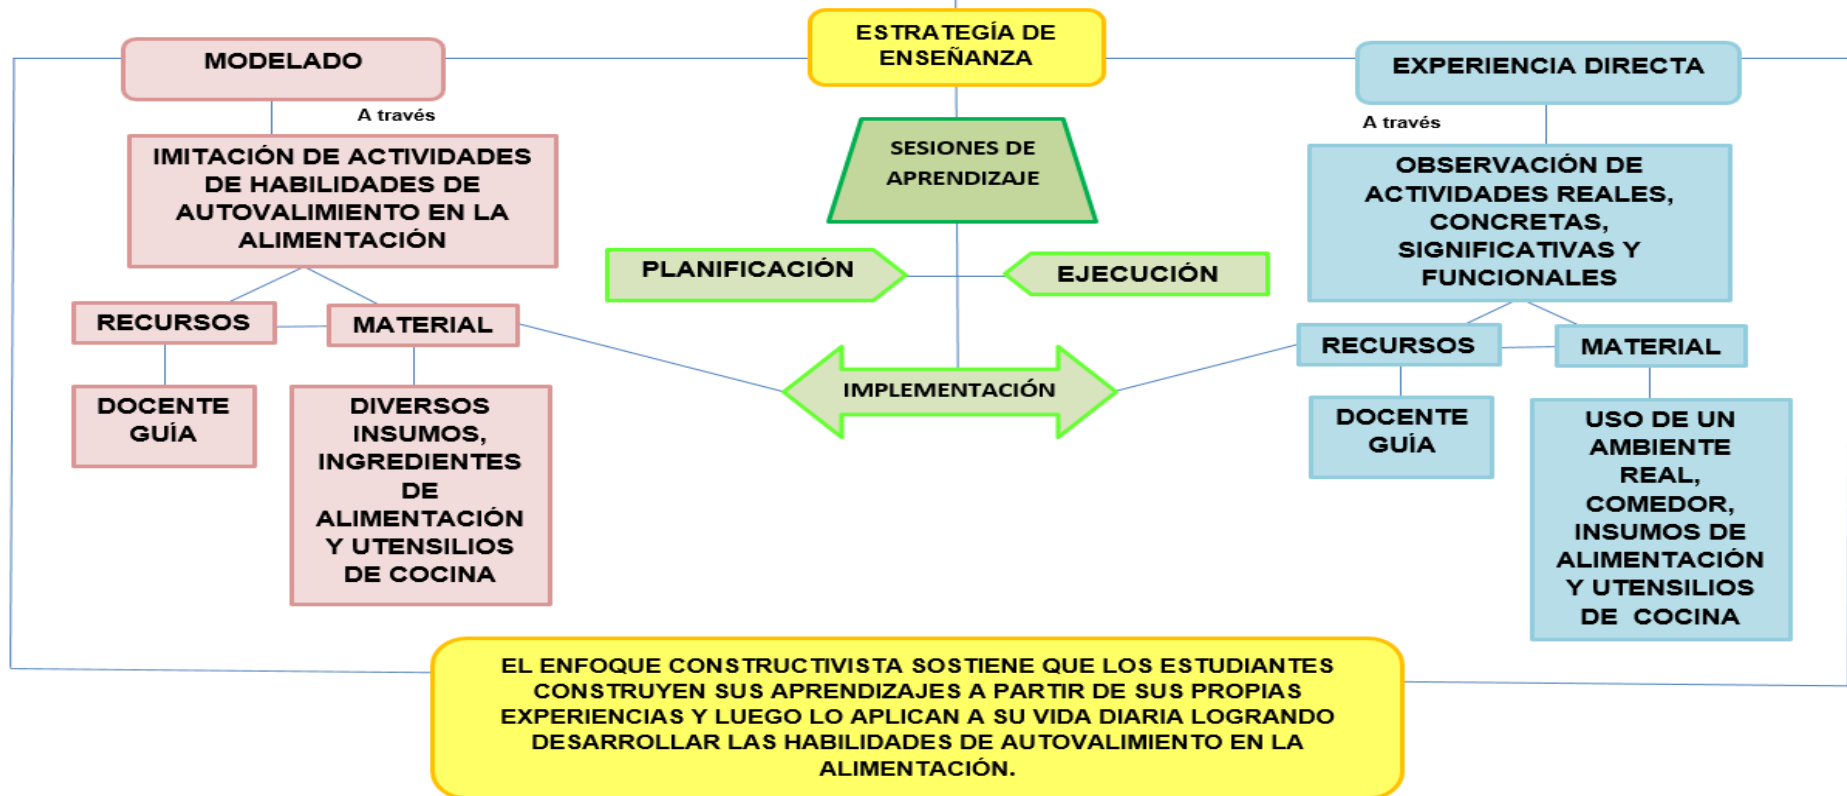 ESTRATEGÍA DE
ENSEÑANZA
MODELADO
A través
IMITACIÓN DE ACTIVIDADES
DE HABILIDADES DE
AUTOVALIMIENTO EN LA
ALIMENTACIÓN
RECURSOS
MATERIAL
DOCENTE
GUÍA
DIVERSOS
INSUMOS,
INGREDIENTES
DE
ALIMENTACIÓN
Y UTENSILIOS
DE COCINA
SESIONES DE
APRENDIZAJE
PLANIFICACIÓN
EJECUCIÓN
IMPLEMENTACIÓN
EXPERIENCIA DIRECTA
A través
OBSERVACIÓN DE
ACTIVIDADES REALES,
CONCRETAS,
SIGNIFICATIVAS Y
FUNCIONALES
RECURSOS
MATERIAL
DOCENTE
GUÍA
USO DE UN
AMBIENTE
REAL,
COMEDOR,
INSUMOS DE
ALIMENTACIÓN
Y UTENSILIOS
DE COCINA
EL ENFOQUE CONSTRUCTIVISTA SOSTIENE QUE LOS ESTUDIANTES
CONSTRUYEN SUS APRENDIZAJES A PARTIR DE SUS PROPIAS
EXPERIENCIAS Y LUEGO LO APLICAN A SU VIDA DIARIA LOGRANDO
DESARROLLAR LAS HABILIDADES DE AUTOVALIMIENTO EN LA
ALIMENTACIÓN.